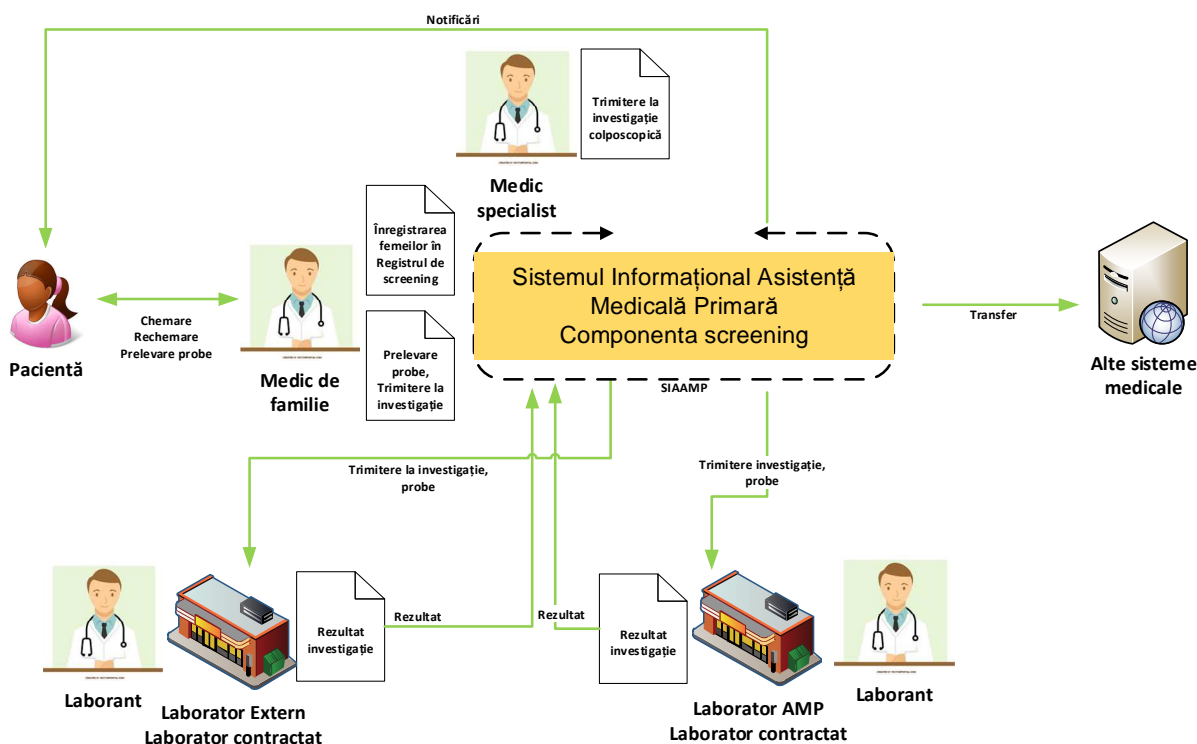 Notificări
Trimitere la
investigație
colposcopică
Medic
specialist
Înregistrarea
femeilor în
Registrul de
screening
Sistemul Informațional Asistență
Medicală Primară
Componenta screening
SIAAMP
Transfer
Alte sisteme
medicale
Chemare
Rechemare
Prelevare probe
Pacientă
Medic de
familie
Prelevare
probe,
Trimitere la
investigație
Trimitere la investigație,
probe
Trimitere investigație,
probe
Laborant
Rezultat
investigație
Rezultat
Laborator Extern
Laborator contractat
Rezultat
Rezultat
investigație
Laborator AMP
Laborator contractat
Laborant